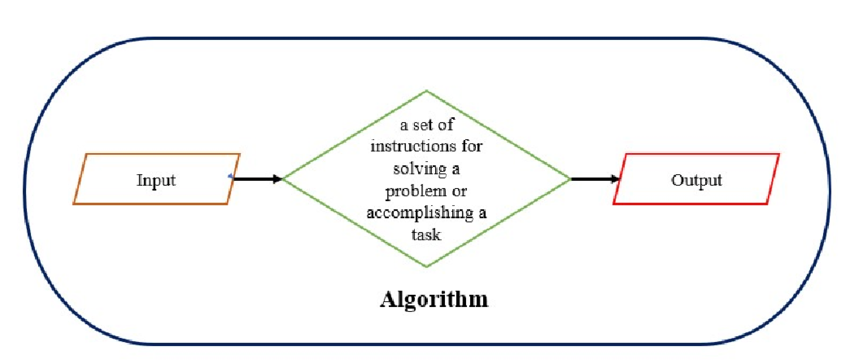 Input
a set of
instructions for
solving a
problem or
accomplishing a
task
Output
Algorithm